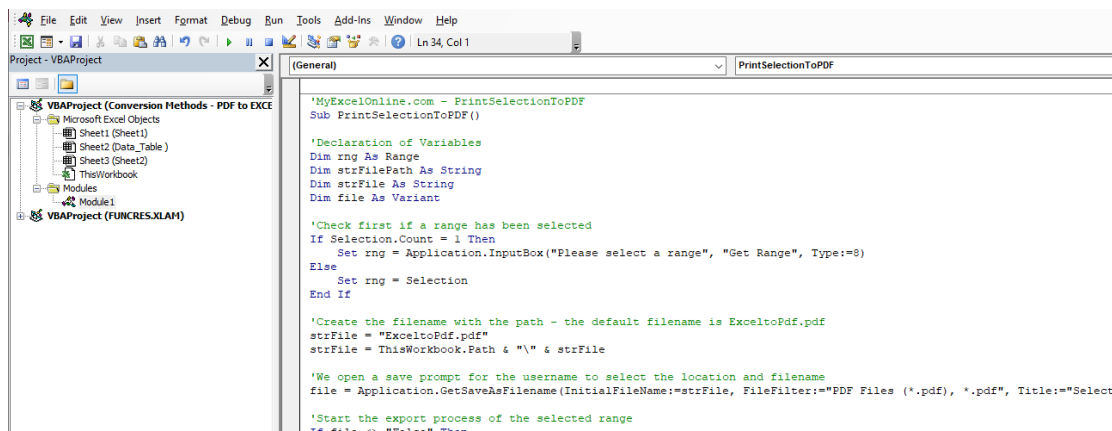 File Edit View Insert Format Debug Run Tools Add-Ins Window Help
Ln 34, Col 1
Project - VBAProject
X
VBAProject (Conversion Methods - PDF to EXCE
Microsoft Excel Objects
Sheet1 (Sheet1)
Sheet2 (Data_Table )
Sheet3 (Sheet2)
ThisWorkbook
Modules
Module1
VBAProject (FUNCRES.XLAM)
(General)
PrintSelectionToPDF
'MyExcelOnline.com - PrintSelectionToPDF
Sub PrintSelectionToPDF()
'Declaration of Variables
Dim rng As Range
Dim strFilePath As String
Dim strFile As String
Dim file As Variant
'Check first if a range has been selected
If Selection.Count = 1 Then
Set rng = Application.InputBox("Please select a range", "Get Range", Type:=8)
Else
Set rng = Selection
End If
'Create the filename with the path - the default filename is ExceltoPdf.pdf
strFile = "ExceltoPdf.pdf"
strFile = ThisWorkbook.Path & "\" & strFile
'We open a save prompt for the username to select the location and filename
file = Application.GetSaveAsFilename(InitialFileName:=strFile, FileFilter:="PDF Files (*.pdf), *.pdf", Title:="Select
'Start the export process of the selected range
If file <> "False" Then